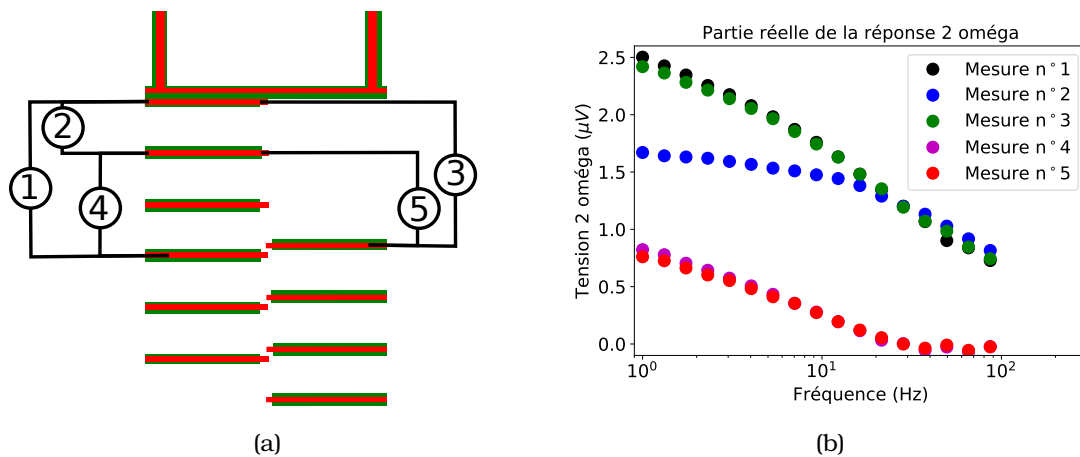 1
2
3
4
5
(a)
Partie réelle de la réponse 2 oméga
Tension 2 oméga (μV)
2.5
2.0
1.5
1.0
0.5
0.0
Mesure n°1
Mesure n°2
Mesure n°3
Mesure n°4
Mesure n°5
10⁰
10¹
10²
Fréquence (Hz)
(b)